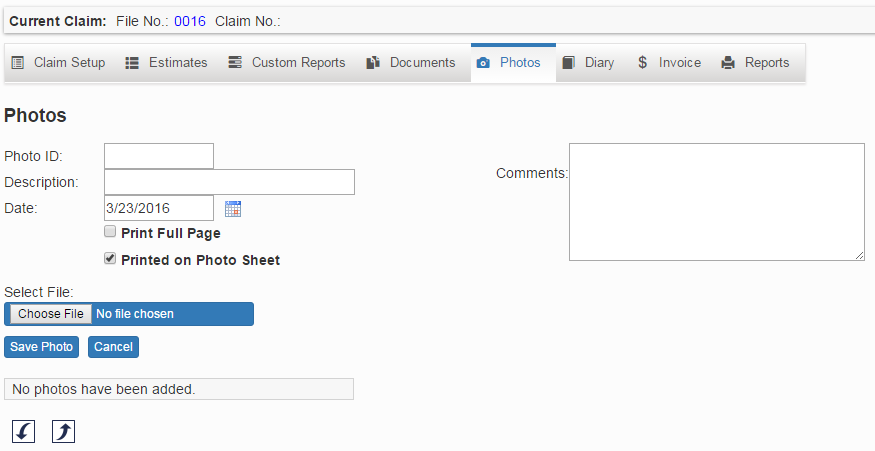 Current Claim: File No.: 0016 Claim No.:
Claim Setup Estimates Custom Reports Documents Photos Diary $ Invoice Reports
Photos
Photo ID:
Comments:
Description:
Date: 3/23/2016
Print Full Page
Printed on Photo Sheet
Select File:
Choose File No file chosen
Save Photo Cancel
No photos have been added.